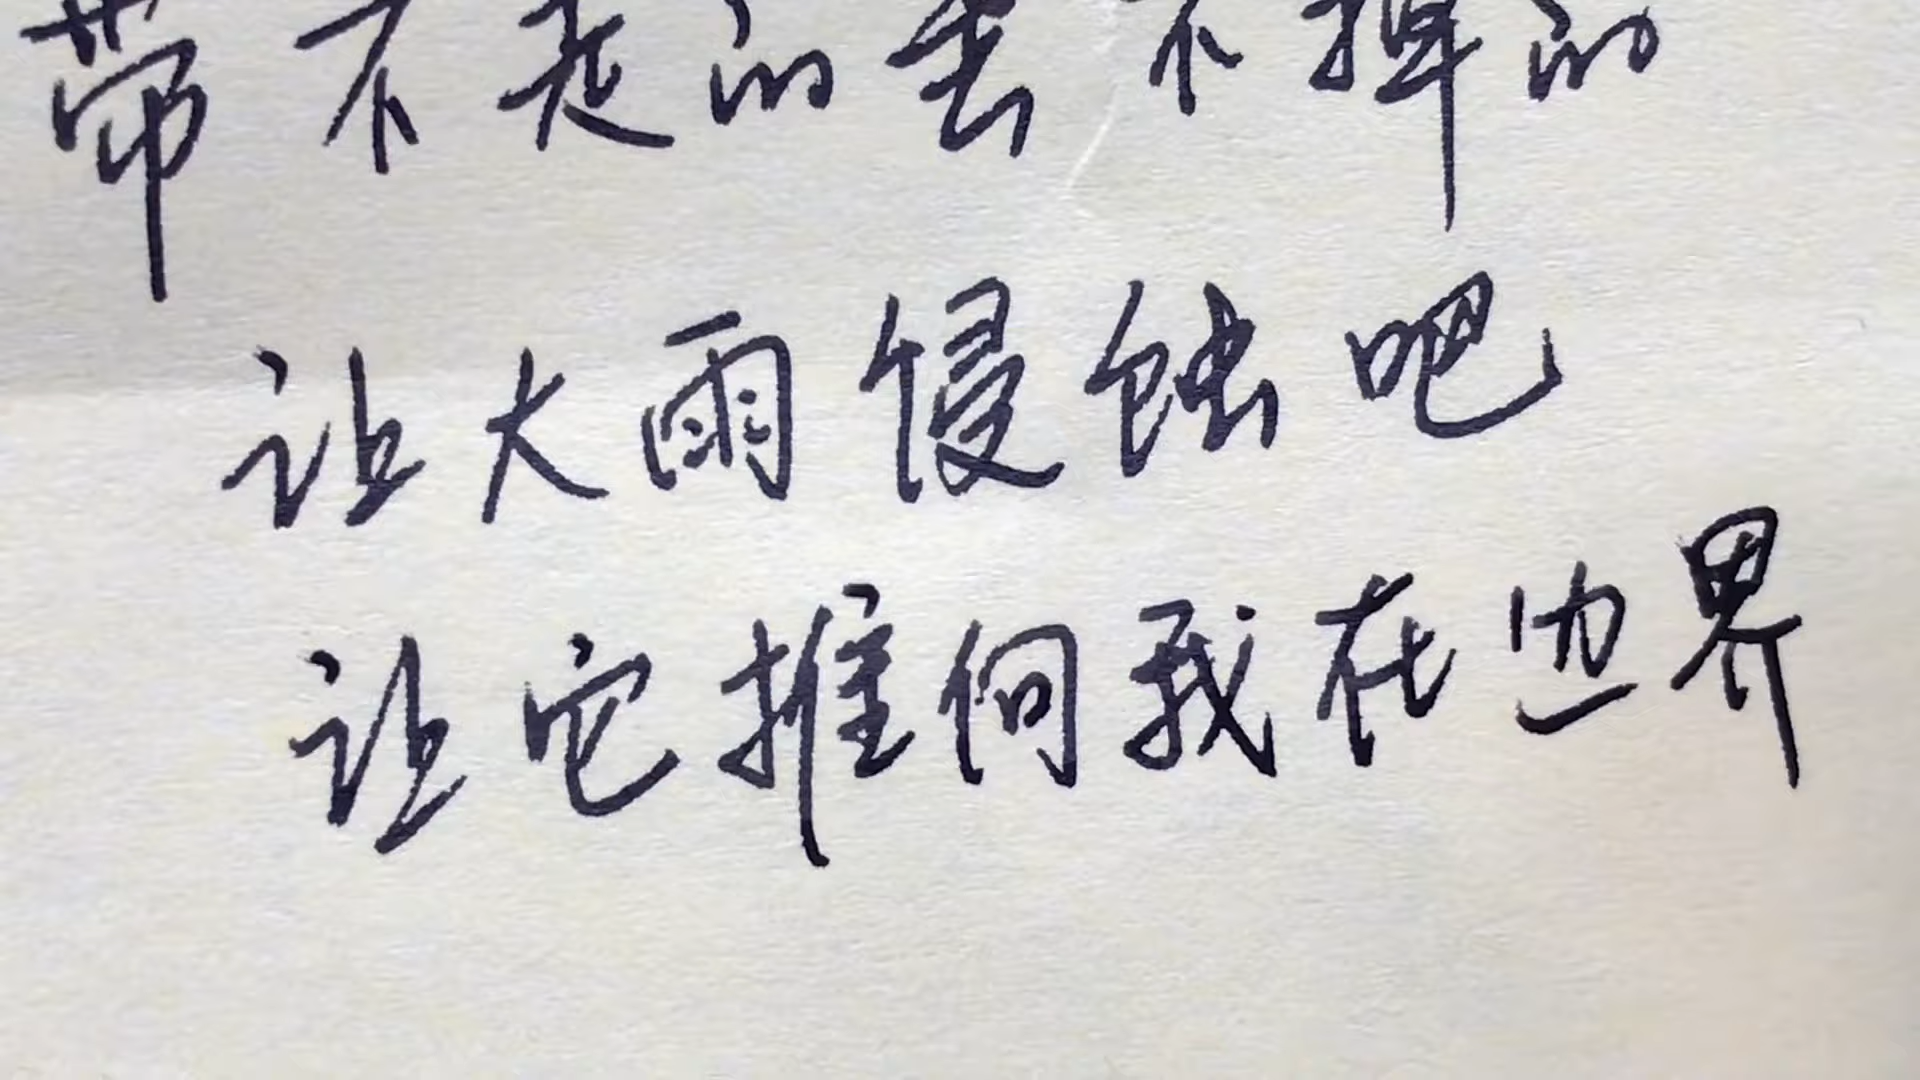 带不走的丢不掉的
让大雨侵蚀吧
让它推向我在边界